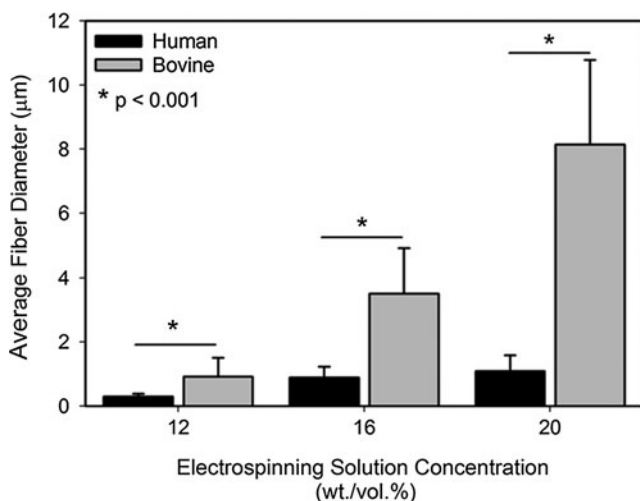 Average Fiber Diameter (μm)
12
10
8
6
4
2
0
Human
Bovine
* p < 0.001
*
*
*
12
16
20
Electrospinning Solution Concentration
(wt./vol.%)